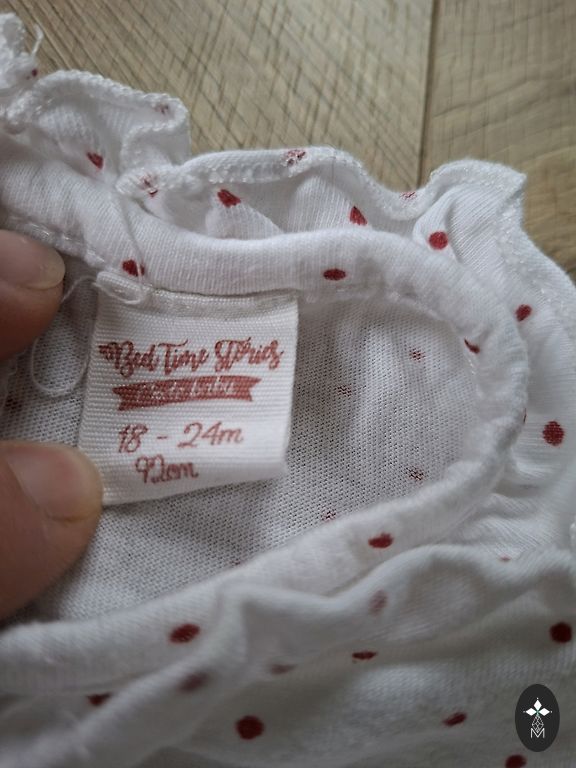 Bed Time Stories
18 - 24m
92cm
M